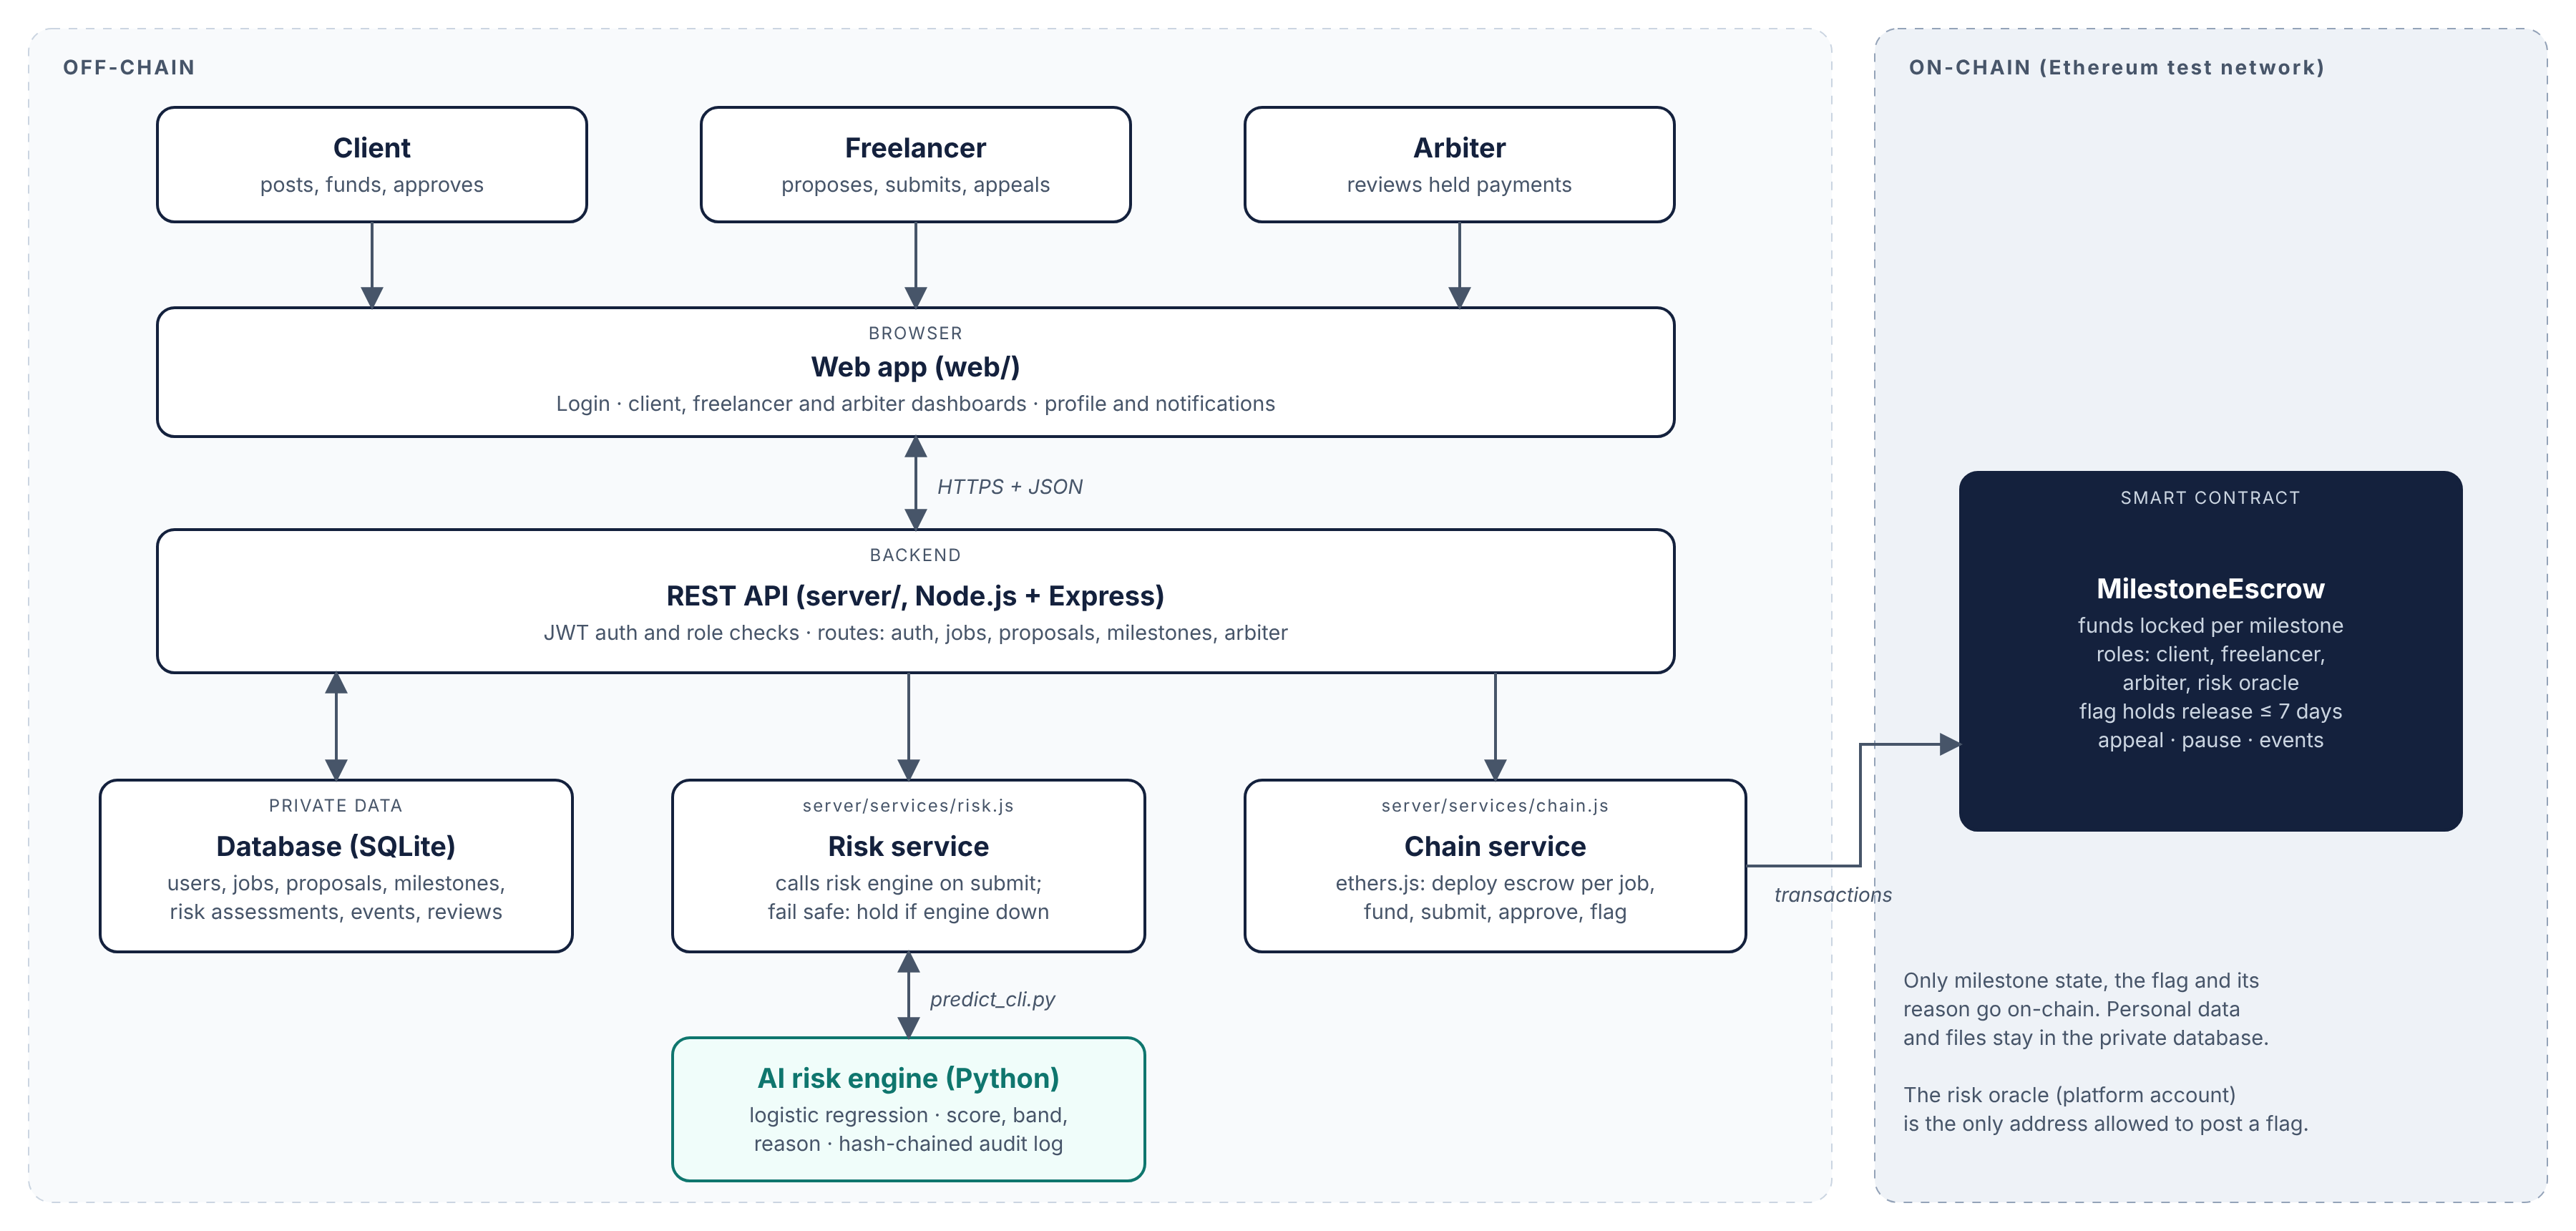 OFF-CHAIN
ON-CHAIN (Ethereum test network)
Client
posts, funds, approves
Freelancer
proposes, submits, appeals
Arbiter
reviews held payments
BROWSER
Web app (web/)
Login · client, freelancer and arbiter dashboards · profile and notifications
HTTPS + JSON
BACKEND
REST API (server/, Node.js + Express)
JWT auth and role checks · routes: auth, jobs, proposals, milestones, arbiter
SMART CONTRACT
MilestoneEscrow
funds locked per milestone
roles: client, freelancer,
arbiter, risk oracle
flag holds release ≤ 7 days
appeal · pause · events
PRIVATE DATA
Database (SQLite)
users, jobs, proposals, milestones,
risk assessments, events, reviews
server/services/risk.js
Risk service
calls risk engine on submit;
fail safe: hold if engine down
server/services/chain.js
Chain service
ethers.js: deploy escrow per job,
fund, submit, approve, flag
transactions
predict_cli.py
AI risk engine (Python)
logistic regression · score, band,
reason · hash-chained audit log
Only milestone state, the flag and its
reason go on-chain. Personal data
and files stay in the private database.
The risk oracle (platform account)
is the only address allowed to post a flag.